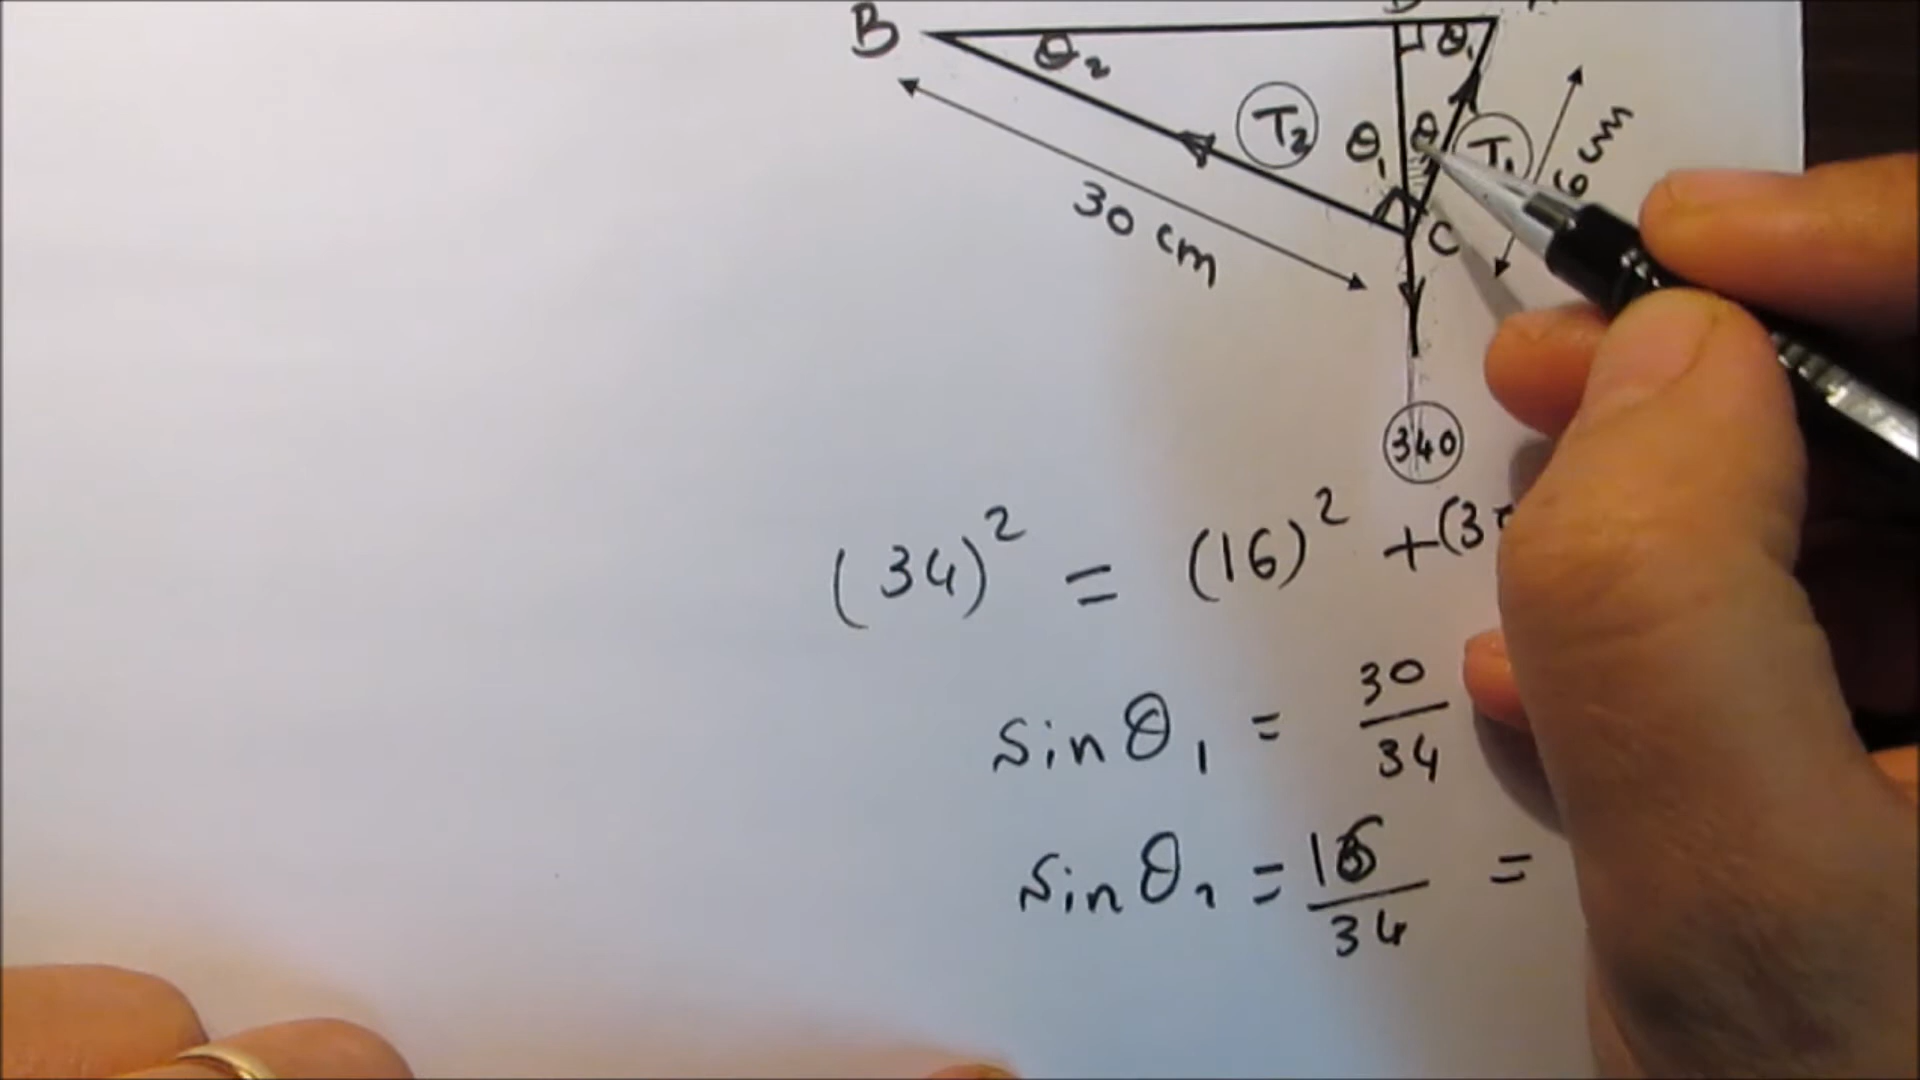 B
θ₂
θ₁
T₂
θ₁
θ
T₁
30 cm
C
340
(34)² = (16)² + (3
sin θ₁ = 30/34
sin θ₂ = 16/34 =